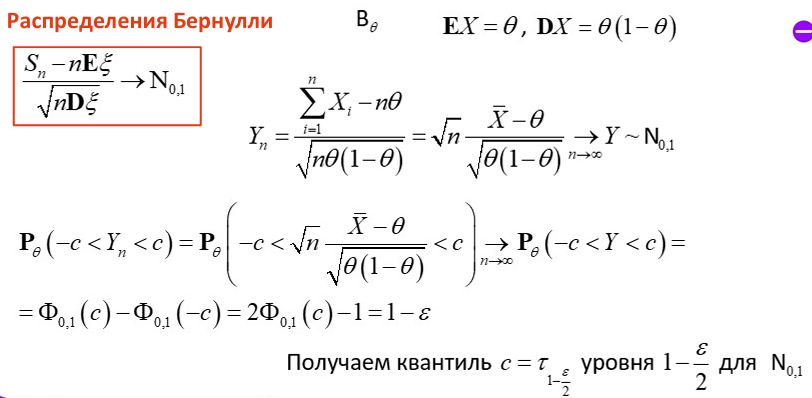 Распределения Бернулли B_θ EX = θ, DX = θ(1−θ)
(S_n − nEξ)/√(nDξ) → N_{0,1}
Y_n = (∑_{i=1}^{n} X_i − nθ)/√(nθ(1−θ)) = √n (X̄ − θ)/√(θ(1−θ)) →_{n→∞} Y ~ N_{0,1}
P_θ(−c < Y_n < c) = P_θ(−c < √n (X̄ − θ)/√(θ(1−θ)) < c) →_{n→∞} P_θ(−c < Y < c) =
= Φ_{0,1}(c) − Φ_{0,1}(−c) = 2Φ_{0,1}(c) − 1 = 1 − ε
Получаем квантиль c = τ_{1−ε/2} уровня 1 − ε/2 для N_{0,1}